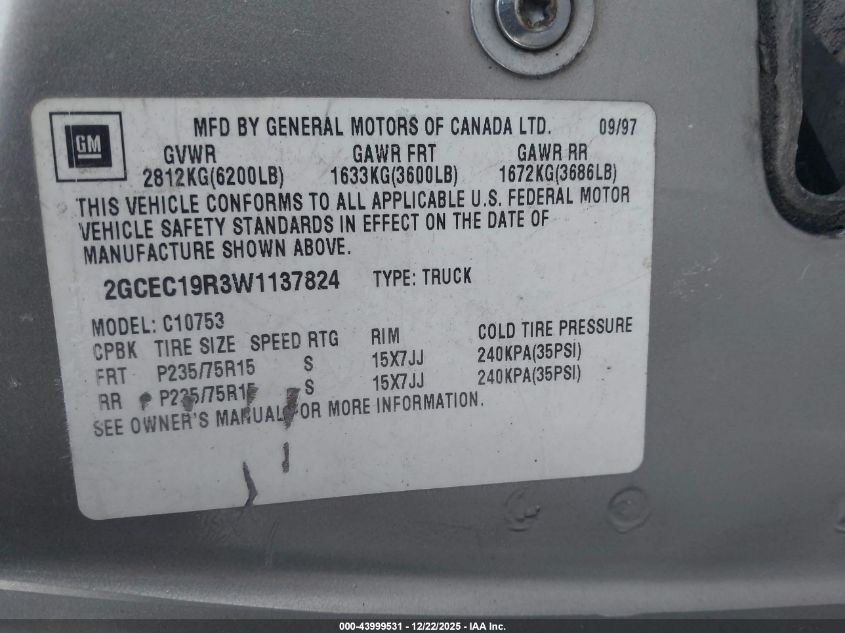 GM
MFD BY GENERAL MOTORS OF CANADA LTD. 09/97
GVWR GAWR FRT GAWR RR
2812KG(6200LB) 1633KG(3600LB) 1672KG(3686LB)
THIS VEHICLE CONFORMS TO ALL APPLICABLE U.S. FEDERAL MOTOR
VEHICLE SAFETY STANDARDS IN EFFECT ON THE DATE OF
MANUFACTURE SHOWN ABOVE.
2GCEC19R3W1137824 TYPE: TRUCK
MODEL: C10753
CPBK TIRE SIZE SPEED RTG RIM COLD TIRE PRESSURE
FRT P235/75R15 S 15X7JJ 240KPA(35PSI)
RR P235/75R15 S 15X7JJ 240KPA(35PSI)
SEE OWNER'S MANUAL FOR MORE INFORMATION.
000-43999531 - 12/22/2025 - IAA Inc.